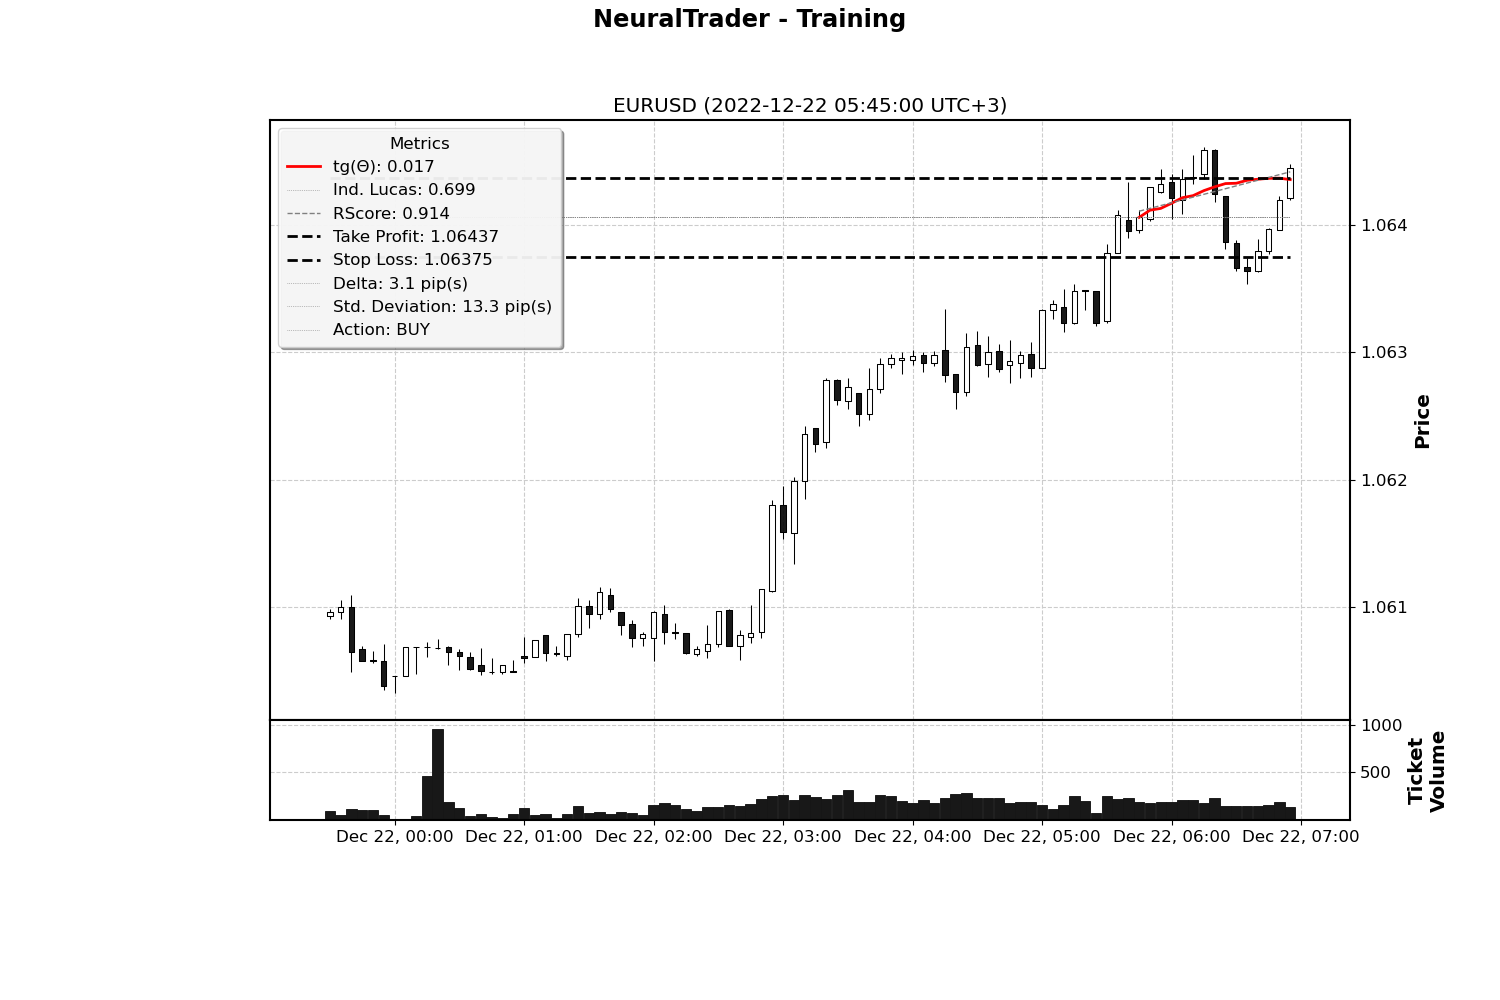 NeuralTrader - Training
EURUSD (2022-12-22 05:45:00 UTC+3)
Metrics
tg(Θ): 0.017
Ind. Lucas: 0.699
RScore: 0.914
Take Profit: 1.06437
Stop Loss: 1.06375
Delta: 3.1 pip(s)
Std. Deviation: 13.3 pip(s)
Action: BUY
1.064
1.063
1.062
1.061
Price
1000
500
Ticket
Volume
Dec 22, 00:00 Dec 22, 01:00 Dec 22, 02:00 Dec 22, 03:00 Dec 22, 04:00 Dec 22, 05:00 Dec 22, 06:00 Dec 22, 07:00